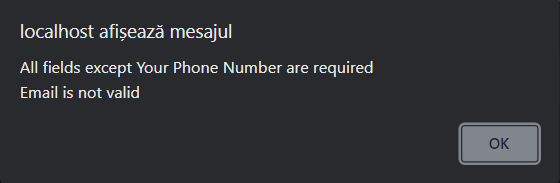 localhost afișează mesajul
All fields except Your Phone Number are required
Email is not valid
OK